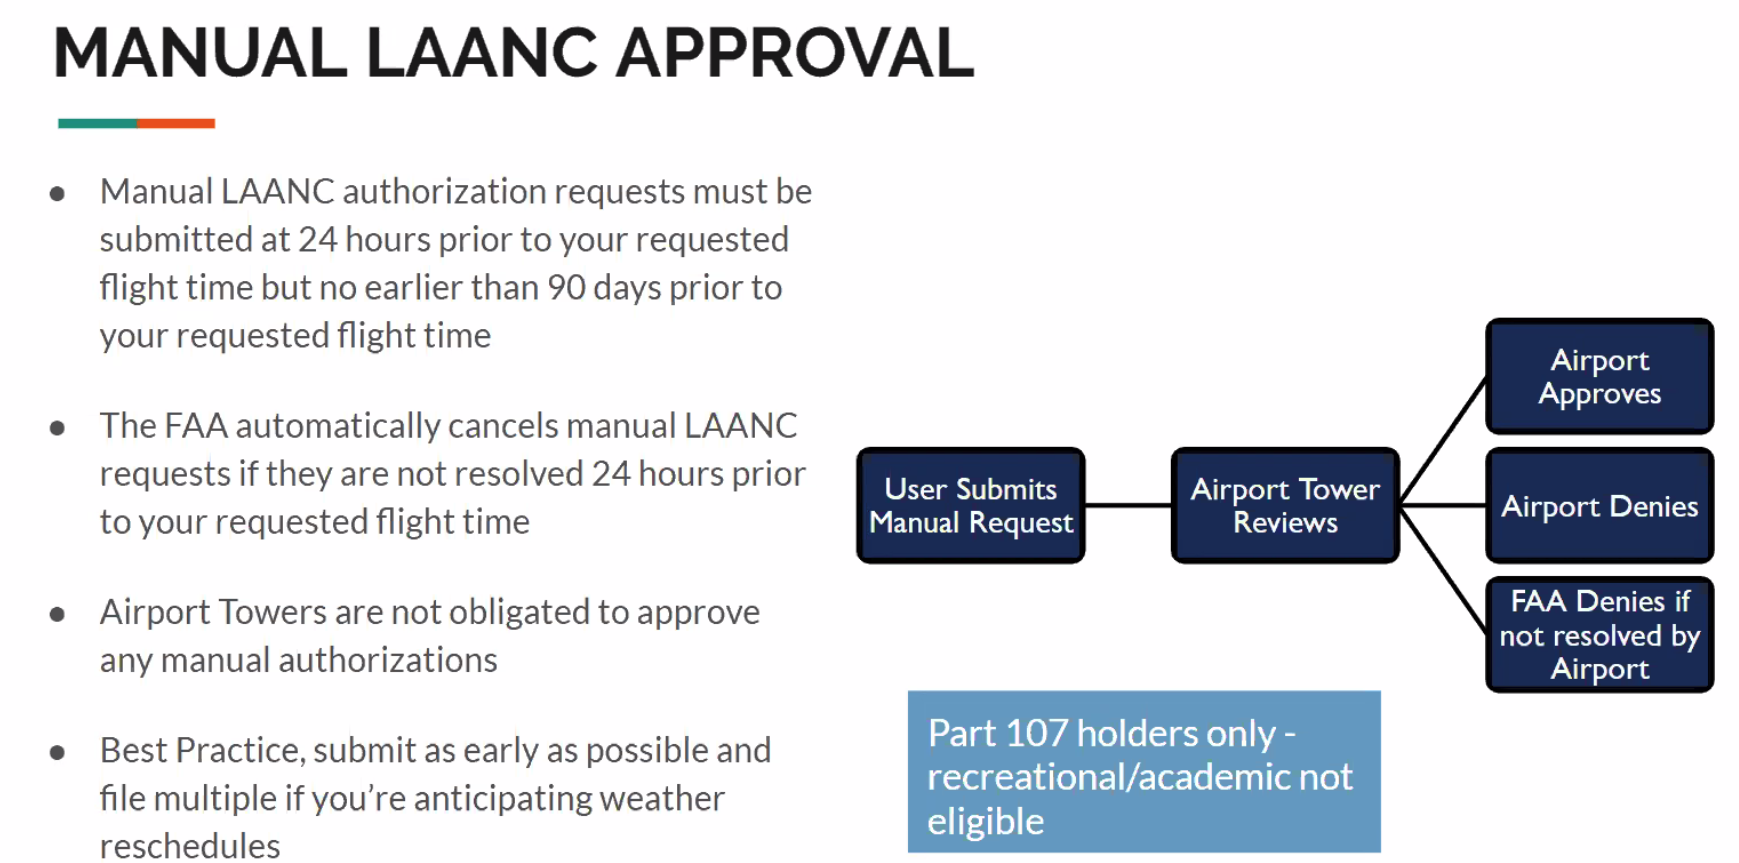 MANUAL LAANC APPROVAL
● Manual LAANC authorization requests must be
submitted at 24 hours prior to your requested
flight time but no earlier than 90 days prior to
your requested flight time
● The FAA automatically cancels manual LAANC
requests if they are not resolved 24 hours prior
to your requested flight time
● Airport Towers are not obligated to approve
any manual authorizations
● Best Practice, submit as early as possible and
file multiple if you're anticipating weather
reschedules
User Submits
Manual Request
Airport Tower
Reviews
Airport
Approves
Airport Denies
FAA Denies if
not resolved by
Airport
Part 107 holders only -
recreational/academic not
eligible